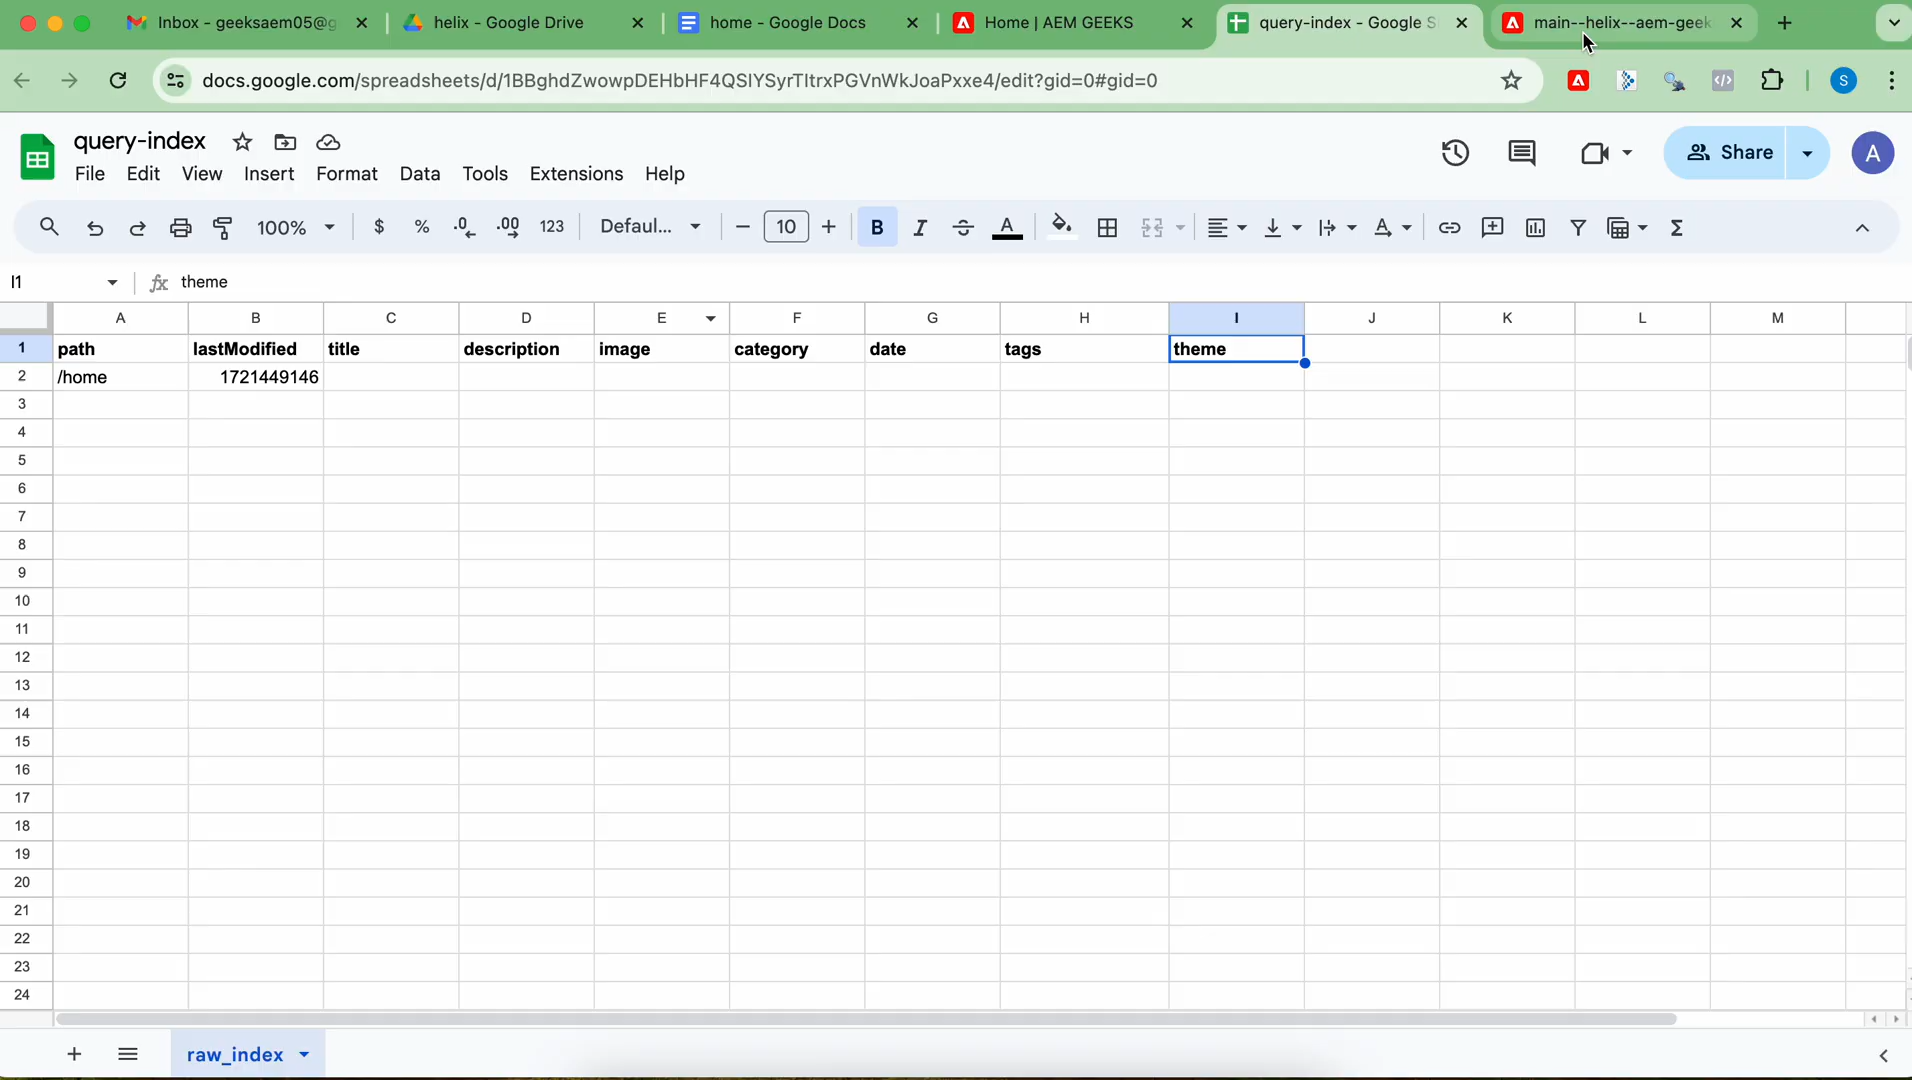 Inbox - geeksaem05@g
helix - Google Drive
home - Google Docs
Home | AEM GEEKS
query-index - Google S
main--helix--aem-geek
docs.google.com/spreadsheets/d/1BBghdZwowpDEHbHF4QSlYSyrTltrxPGVnWkJoaPxxe4/edit?gid=0#gid=0
S
query-index
File Edit View Insert Format Data Tools Extensions Help
Share
A
100% $ % .0 .00 123 Defaul... 10 B I S A A
I1 fx theme
A B C D E F G H I J K L M
1 path lastModified title description image category date tags theme
2 /home 1721449146
3
4
5
6
7
8
9
10
11
12
13
14
15
16
17
18
19
20
21
22
23
24
raw_index